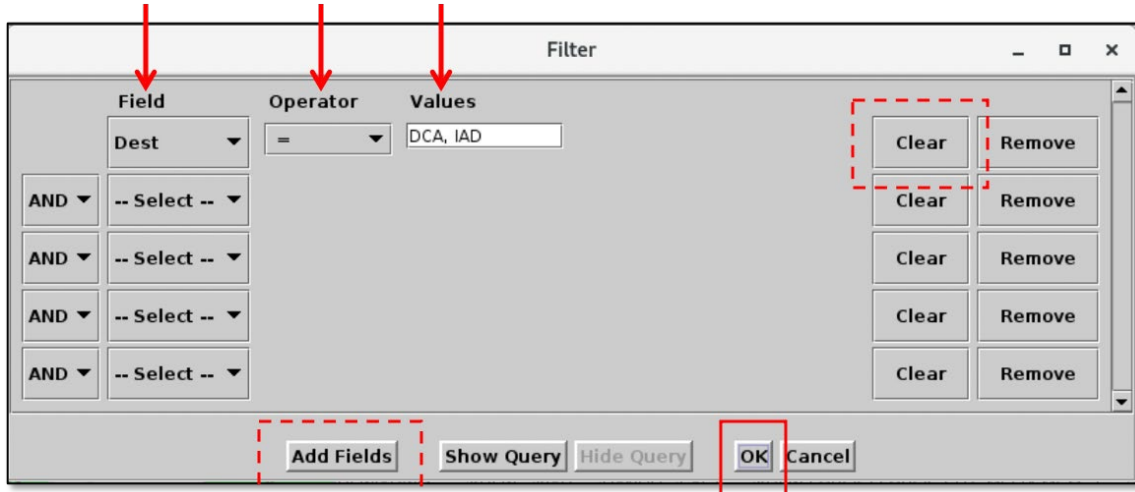 Filter
Field Operator Values
Dest = DCA, IAD Clear Remove
AND -- Select -- Clear Remove
AND -- Select -- Clear Remove
AND -- Select -- Clear Remove
AND -- Select -- Clear Remove
Add Fields Show Query Hide Query OK Cancel